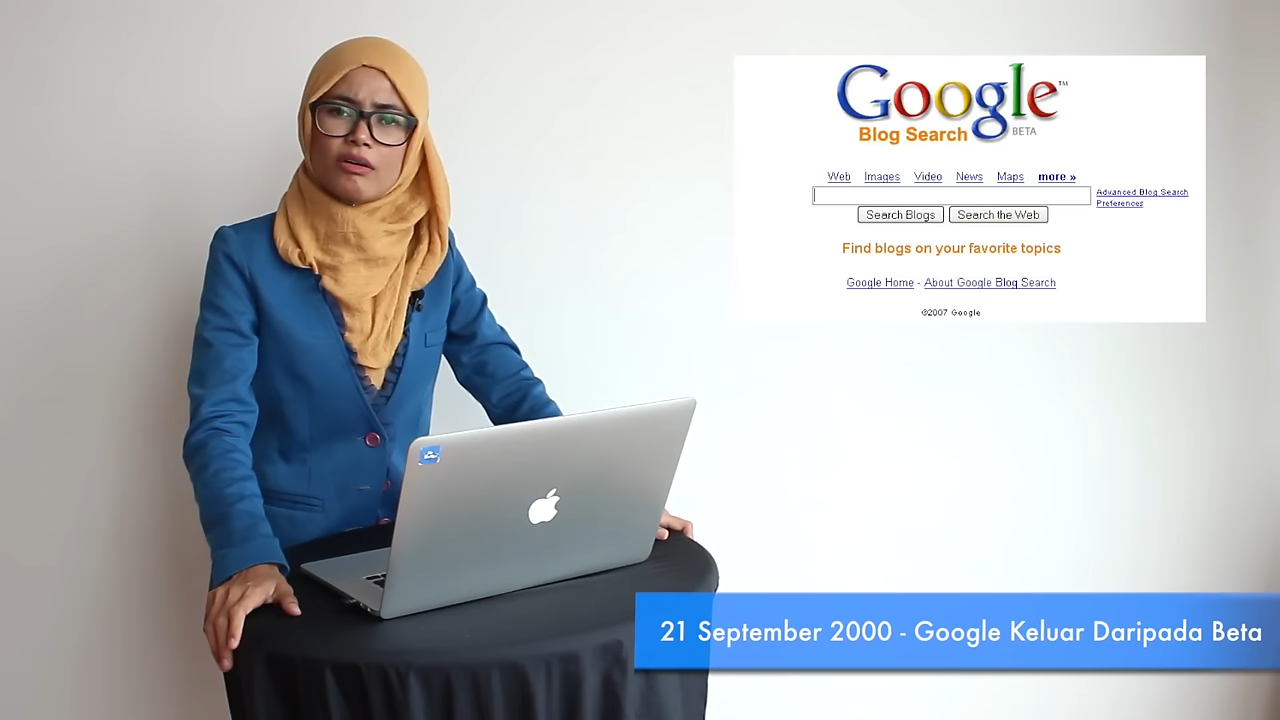 Google™
Blog Search BETA
Web Images Video News Maps more »
Advanced Blog Search
Preferences
Search Blogs Search the Web
Find blogs on your favorite topics
Google Home - About Google Blog Search
©2007 Google
21 September 2000 - Google Keluar Daripada Beta